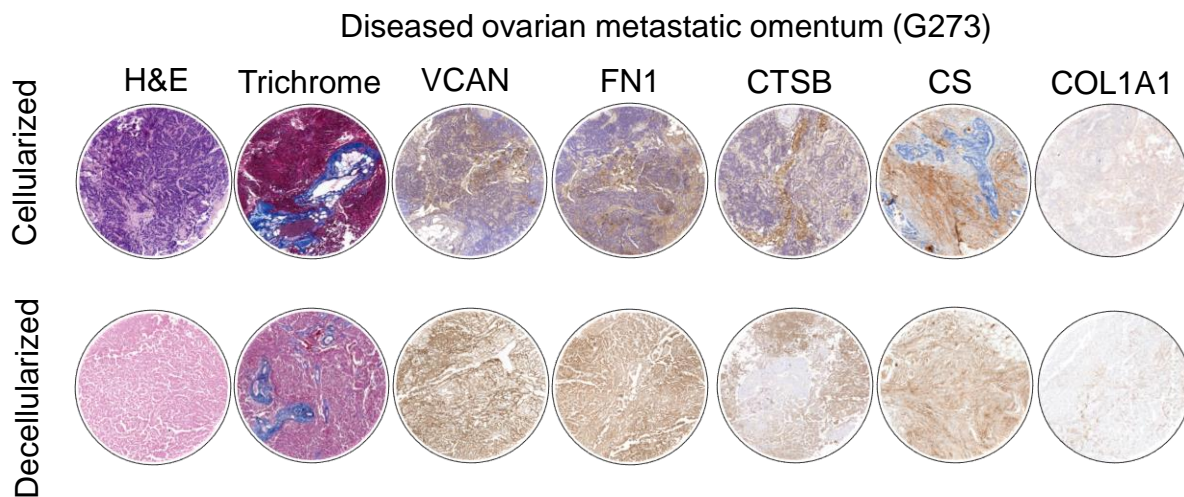 Diseased ovarian metastatic omentum (G273)
H&E Trichrome VCAN FN1 CTSB CS COL1A1
Cellularized
Decellularized